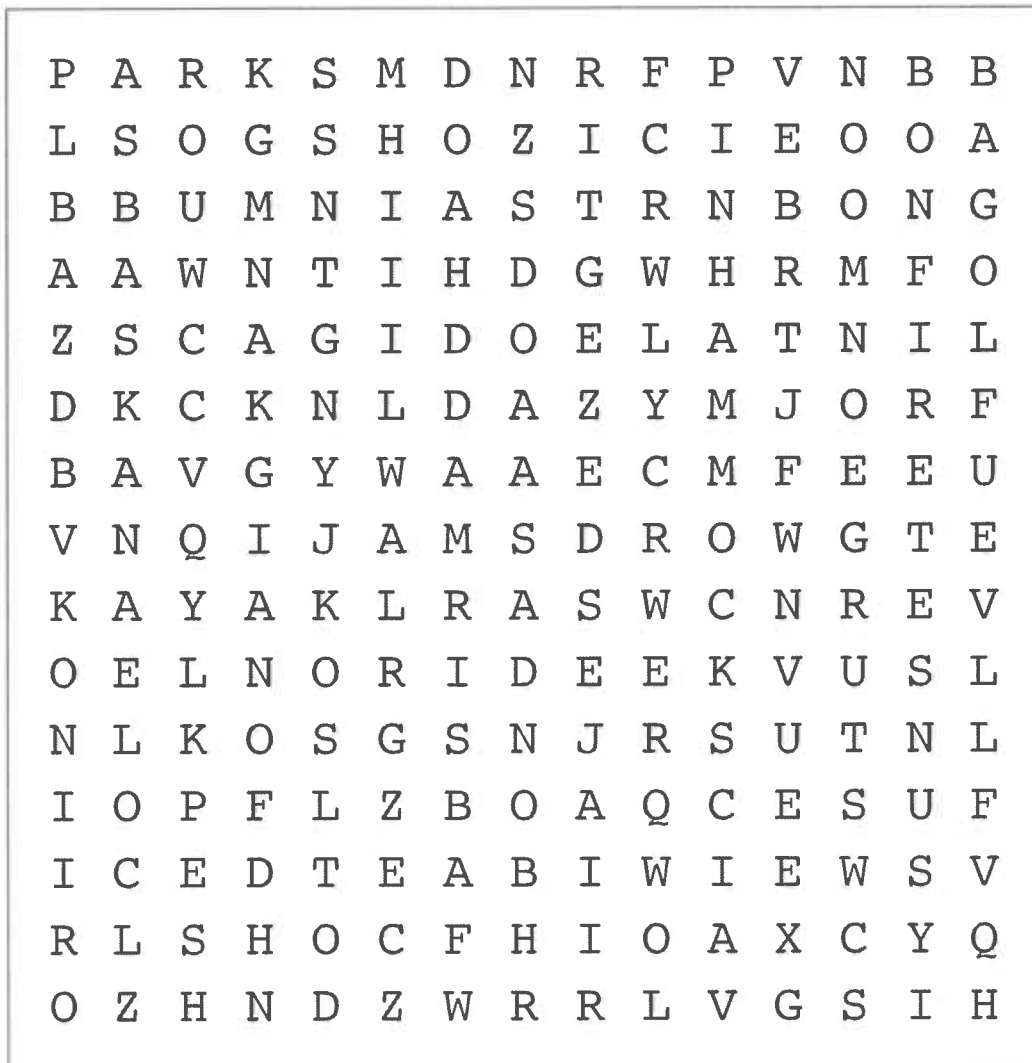 P A R K S M D N R F P V N B B
L S O G S H O Z I C I E O O A
B B U M N I A S T R N B O N G
A A W N T I H D G W H R M F O
Z S C A G I D O E L A T N I L
D K C K N L D A Z Y M J O R F
B A V G Y W A A E C M F E E U
V N Q I J A M S D R O W G T E
K A Y A K L R A S W C N R E V
O E L N O R I D E E K V U S L
N L K O S G S N J R S U T N L
I O P F L Z B O A Q C E S U F
I C E D T E A B I W I E W S V
R L S H O C F H I O A X C Y Q
O Z H N D Z W R R L V G S I H